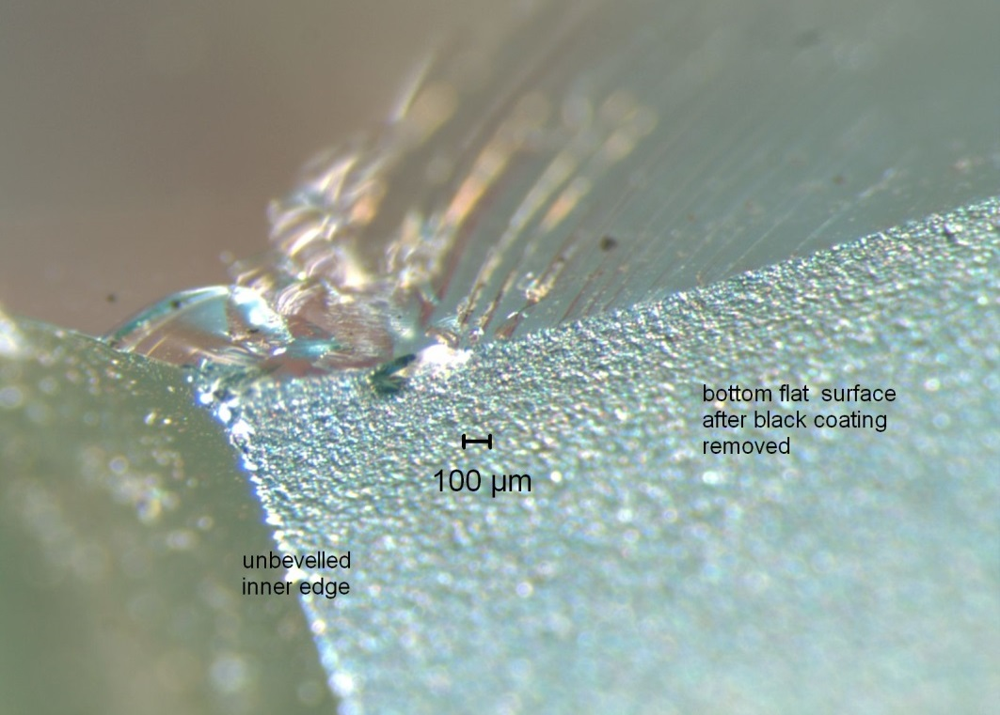 bottom flat  surface
after black coating
removed
100 µm
unbevelled
inner edge